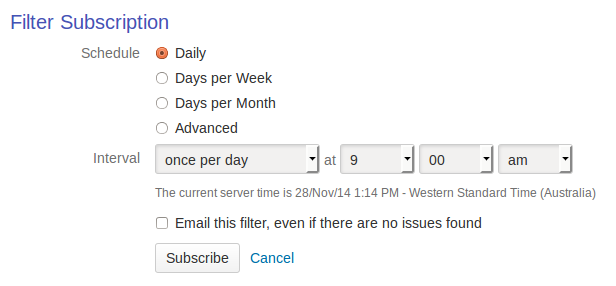 Filter Subscription
Schedule Daily
Days per Week
Days per Month
Advanced
Interval once per day at 9 00 am
The current server time is 28/Nov/14 1:14 PM - Western Standard Time (Australia)
Email this filter, even if there are no issues found
Subscribe Cancel